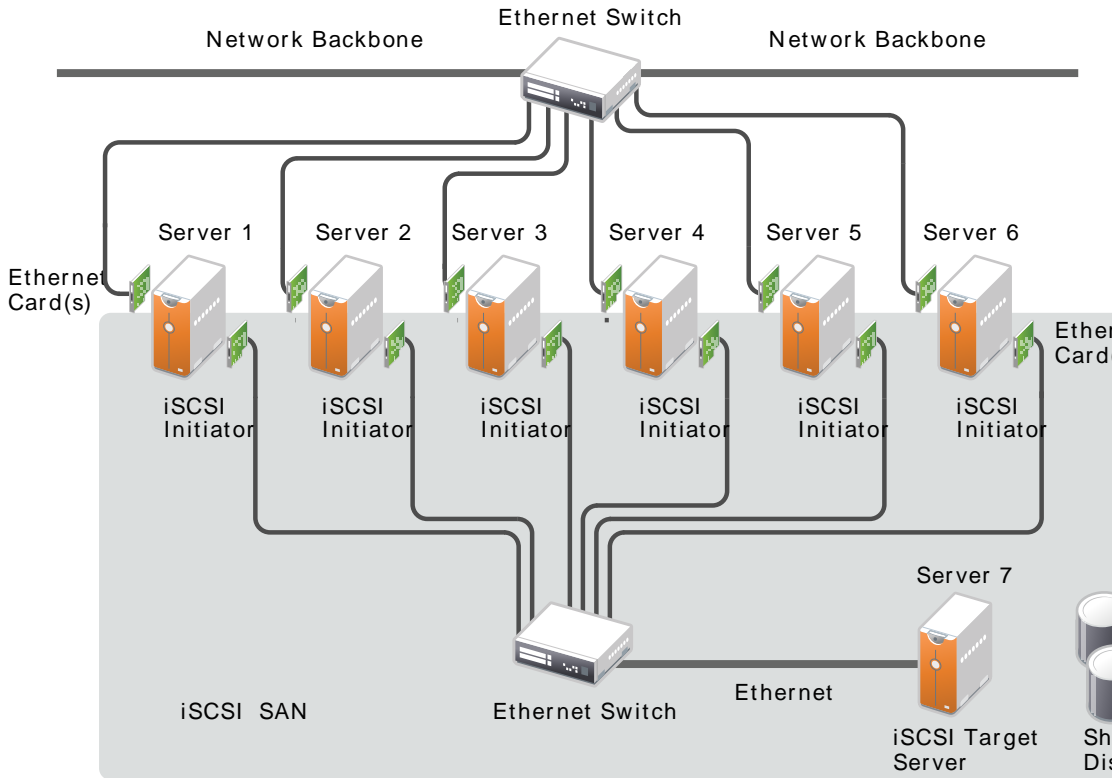 Ethernet Switch
Network Backbone
Network Backbone
Server 1
Server 2
Server 3
Server 4
Server 5
Server 6
Ethernet
Card(s)
iSCSI
Initiator
iSCSI
Initiator
iSCSI
Initiator
iSCSI
Initiator
iSCSI
Initiator
iSCSI
Initiator
Server 7
Ethernet
iSCSI SAN
Ethernet Switch
iSCSI Target
Server